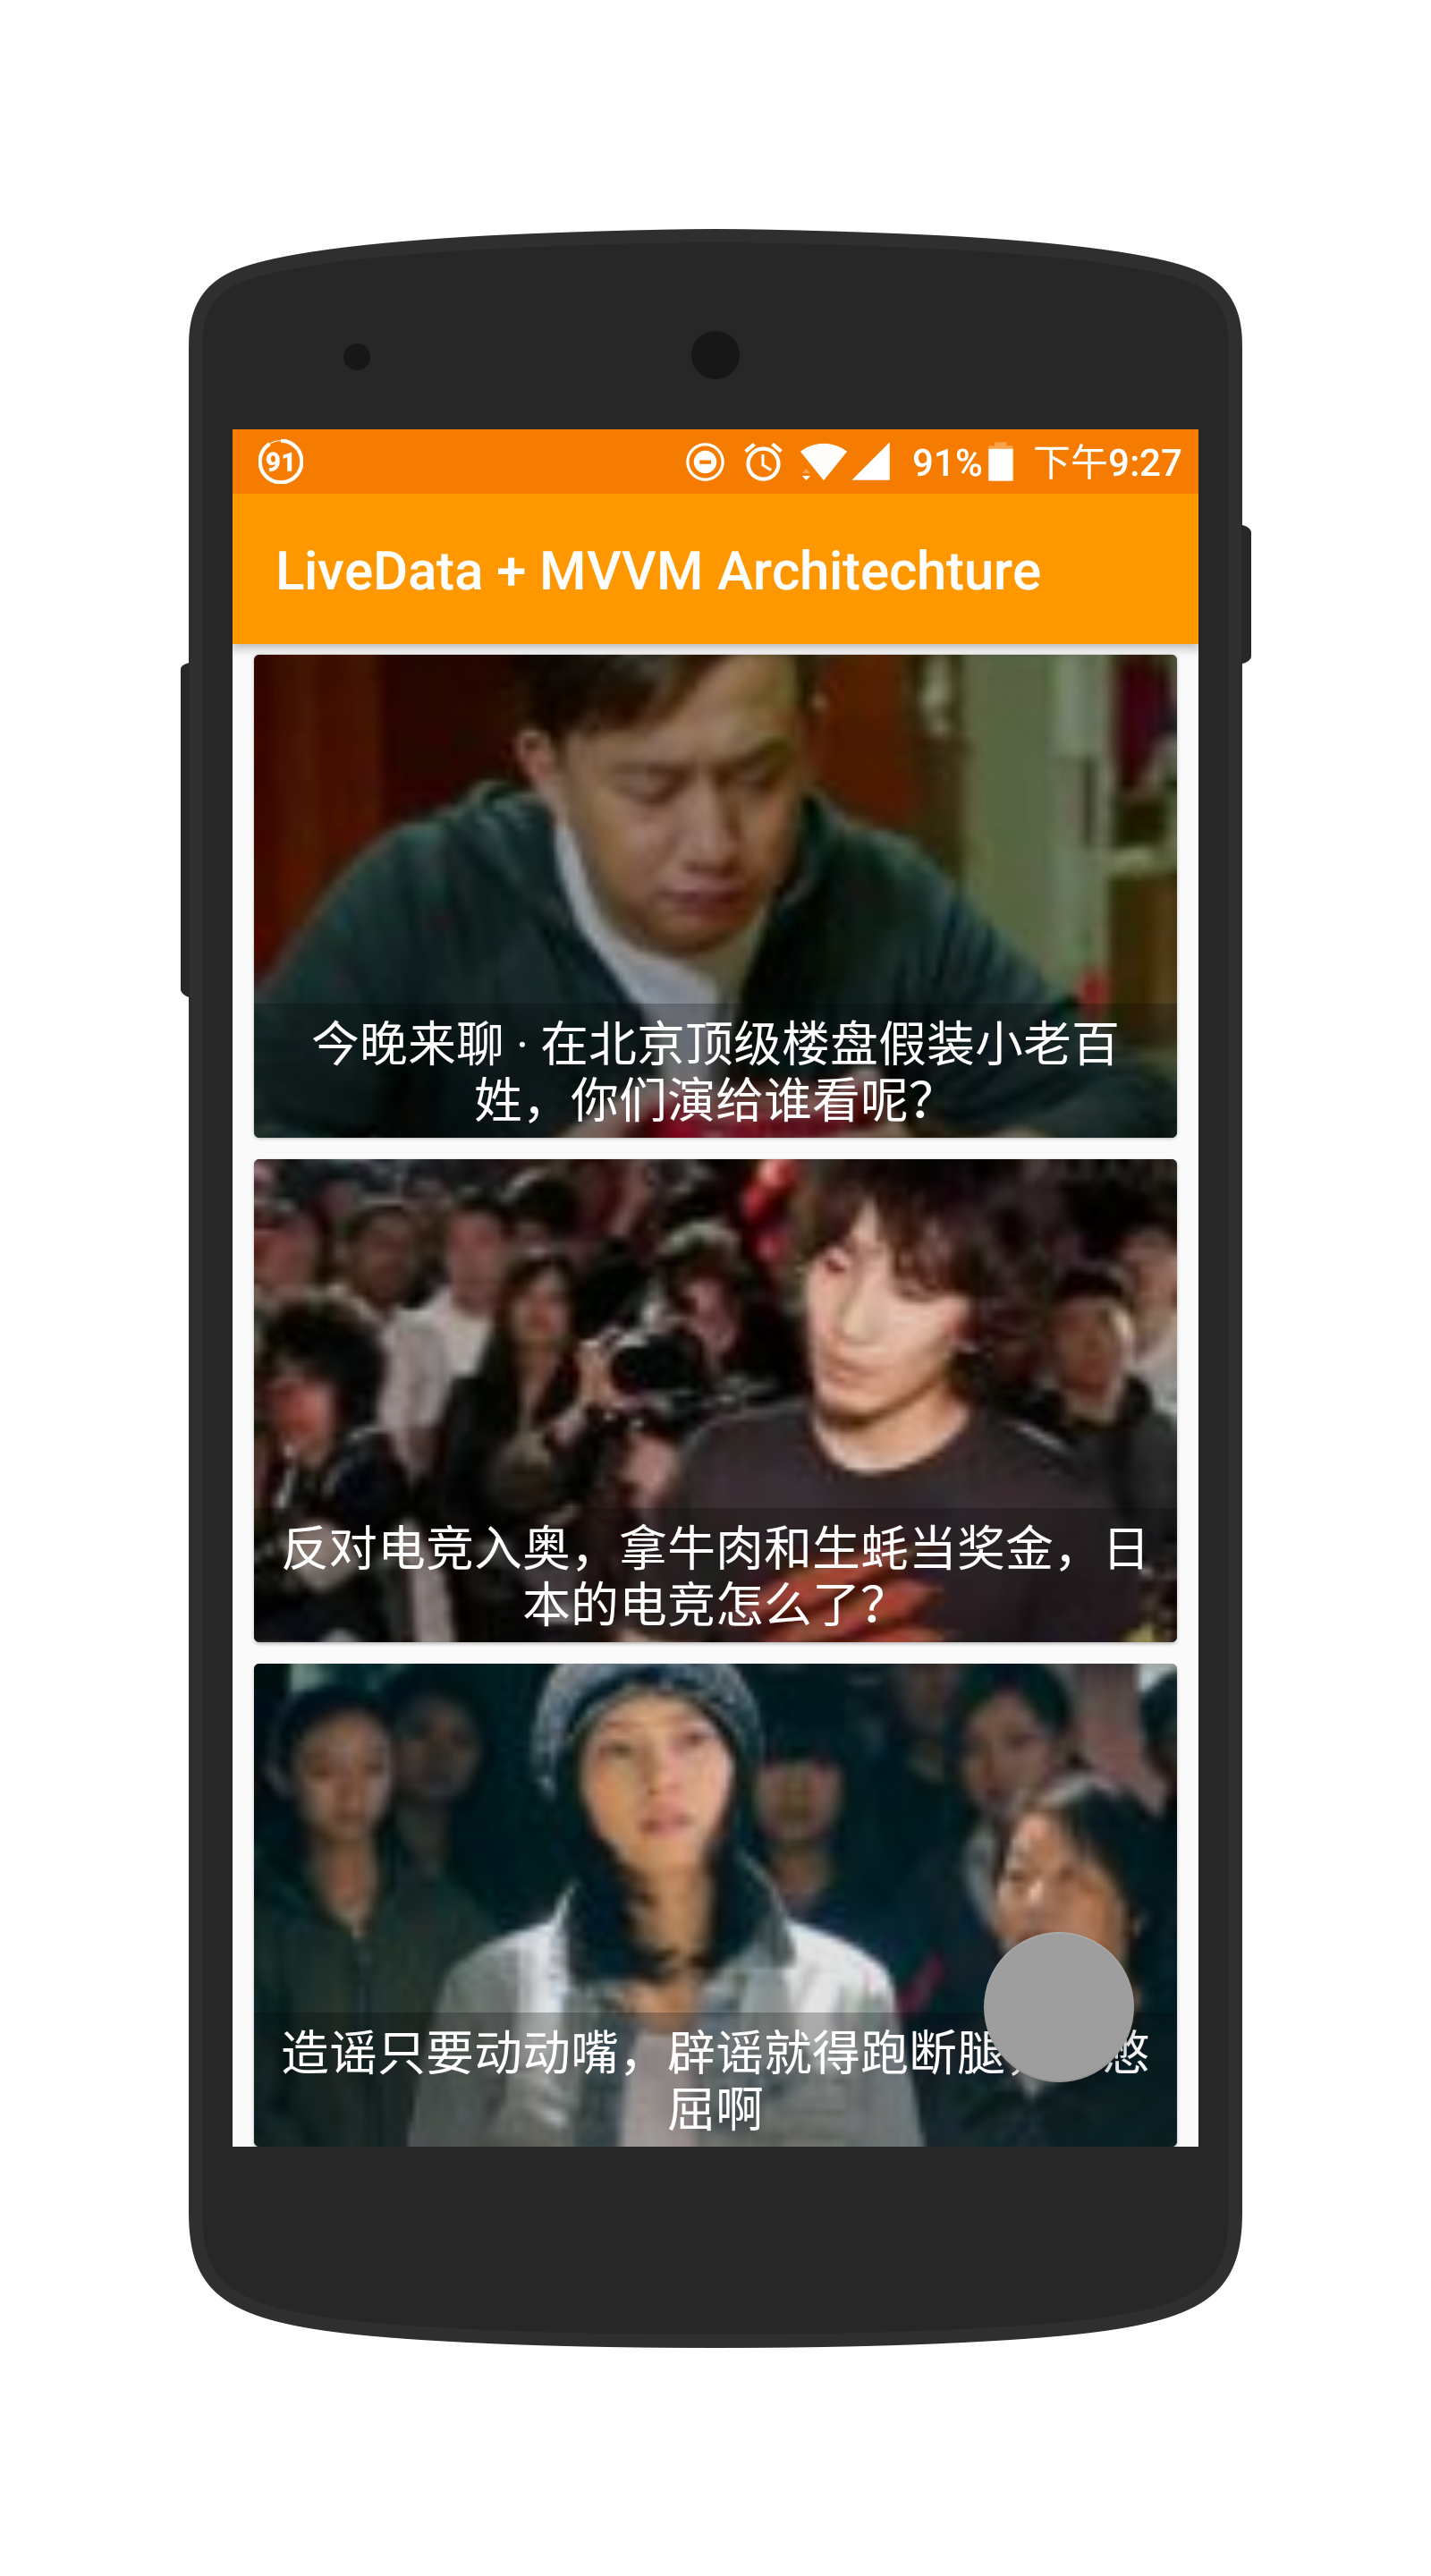 91
91% 下午9:27
LiveData + MVVM Architechture
今晚来聊 · 在北京顶级楼盘假装小老百
姓，你们演给谁看呢？
反对电竞入奥，拿牛肉和生蚝当奖金，日
本的电竞怎么了？
造谣只要动动嘴，辟谣就得跑断腿，憋
屈啊